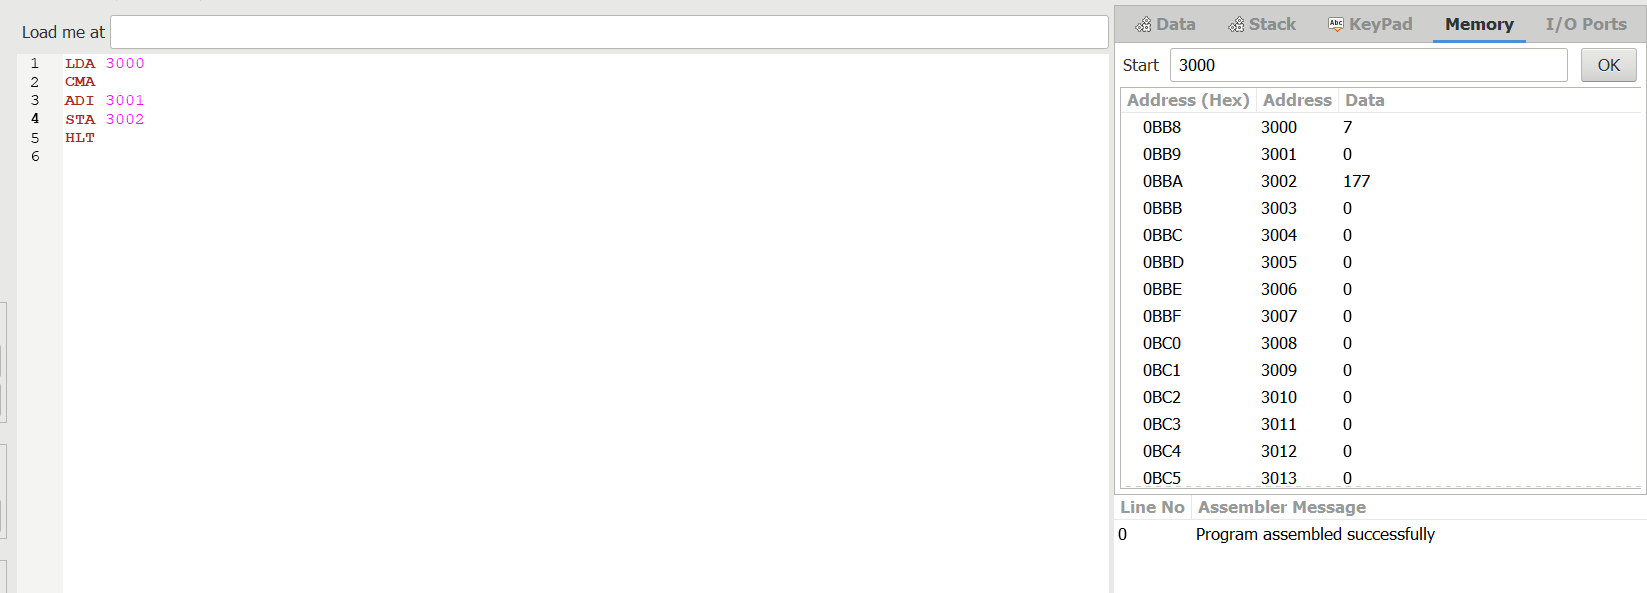 Load me at
1 LDA 3000
2 CMA
3 ADI 3001
4 STA 3002
5 HLT
6
Data Stack KeyPad Memory I/O Ports
Start 3000 OK
Address (Hex) Address Data
0BB8 3000 7
0BB9 3001 0
0BBA 3002 177
0BBB 3003 0
0BBC 3004 0
0BBD 3005 0
0BBE 3006 0
0BBF 3007 0
0BC0 3008 0
0BC1 3009 0
0BC2 3010 0
0BC3 3011 0
0BC4 3012 0
0BC5 3013 0
Line No Assembler Message
0 Program assembled successfully